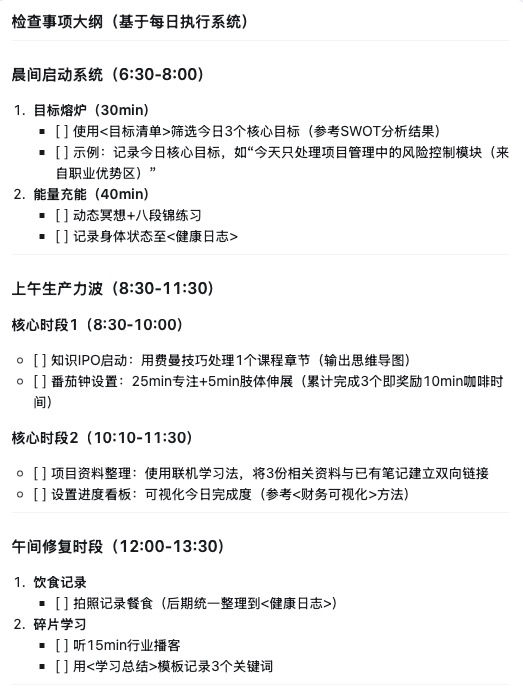 检查事项大纲（基于每日执行系统）
晨间启动系统（6:30-8:00）
1. 目标熔炉（30min）
[ ] 使用<目标清单>筛选今日3个核心目标（参考SWOT分析结果）
[ ] 示例：记录今日核心目标，如“今天只处理项目管理中的风险控制模块（来
自职业优势区）”
2. 能量充能（40min）
[ ] 动态冥想+八段锦练习
[ ] 记录身体状态至<健康日志>
上午生产力波（8:30-11:30）
核心时段1（8:30-10:00）
[ ] 知识IPO启动：用费曼技巧处理1个课程章节（输出思维导图）
[ ] 番茄钟设置：25min专注+5min肢体伸展（累计完成3个即奖励10min咖啡时
间）
核心时段2（10:10-11:30）
[ ] 项目资料整理：使用联机学习法，将3份相关资料与已有笔记建立双向链接
[ ] 设置进度看板：可视化今日完成度（参考<财务可视化>方法）
午间修复时段（12:00-13:30）
1. 饮食记录
[ ] 拍照记录餐食（后期统一整理到<健康日志>）
2. 碎片学习
[ ] 听15min行业播客
[ ] 用<学习总结>模板记录3个关键词